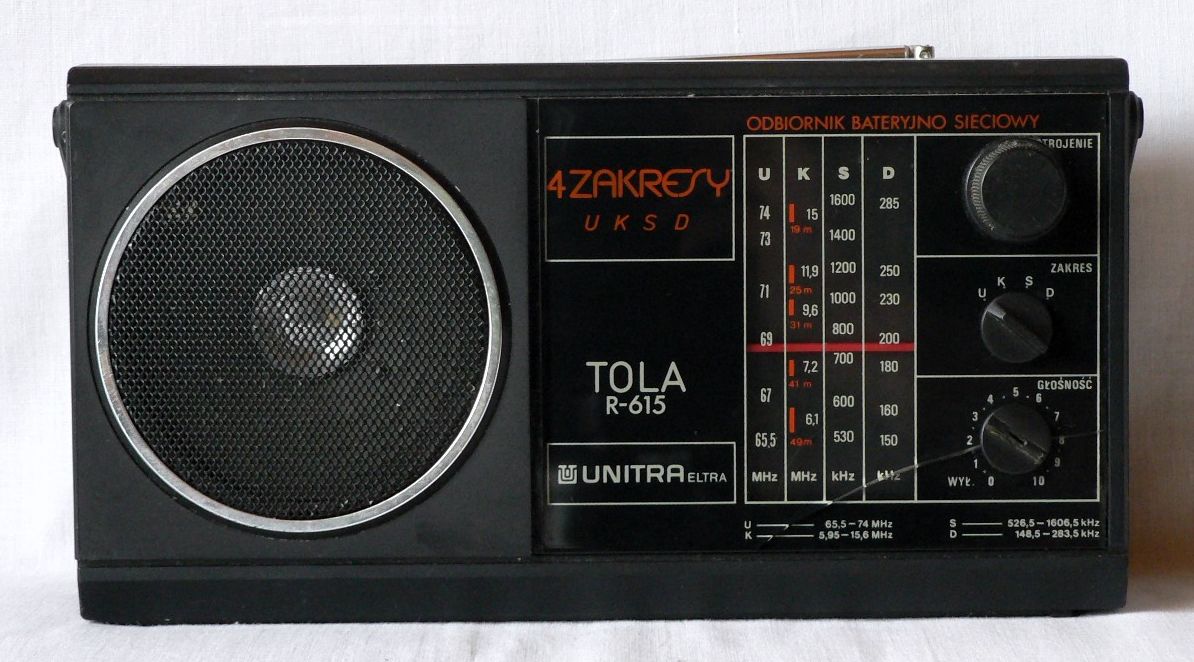 ODBIORNIK BATERYJNO SIECIOWY
4 ZAKRESY
U K S D
TOLA
R-615
UNITRA ELTRA
U K S D
74 15 1600 285
19 m
73 1400
71 11,9 1200 250
25 m
9,6 1000 230
31 m
69 800 200
700
7,2 180
41 m
67 600 160
6,1
65,5 49m 530 150
MHz MHz kHz kHz
U 65,5–74 MHz
K 5,95–15,6 MHz
S 526,5–1606,5 kHz
D 148,5–283,5 kHz
TROJENIE
ZAKRES
U K S D
GŁOŚNOŚĆ
WYŁ. 0 1 2 3 4 5 6 7 8 9 10